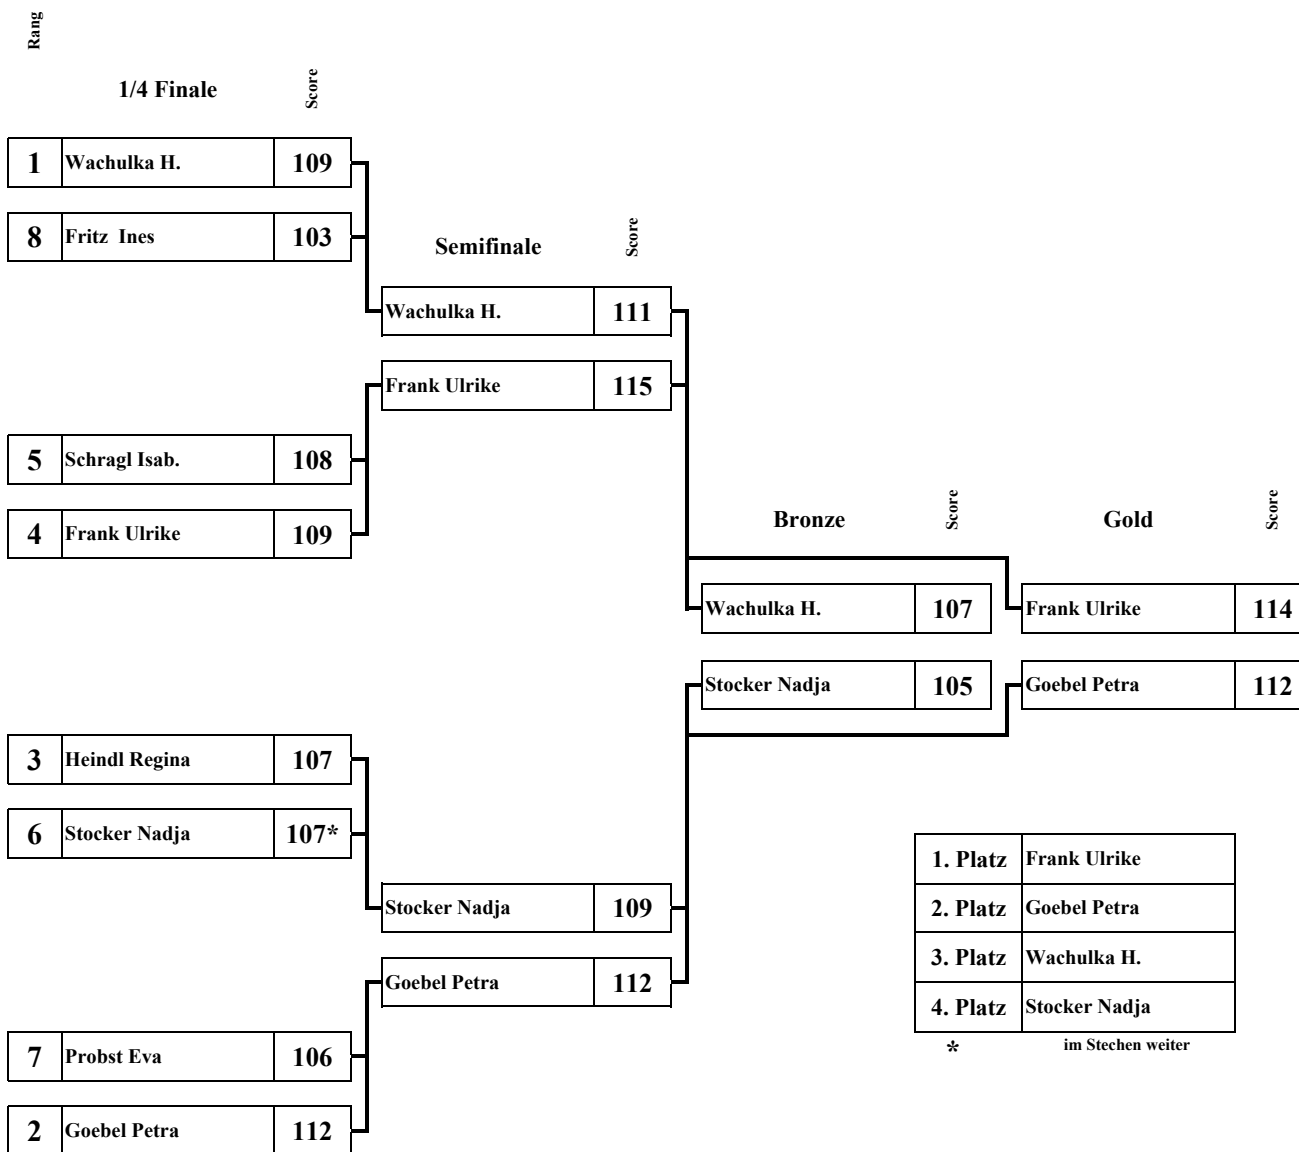 Rang
1/4 Finale Score
1 Wachulka H. 109
8 Fritz Ines 103
Semifinale Score
Wachulka H. 111
Frank Ulrike 115
5 Schragl Isab. 108
4 Frank Ulrike 109
Bronze Score Gold Score
Wachulka H. 107 Frank Ulrike 114
Stocker Nadja 105 Goebel Petra 112
3 Heindl Regina 107
6 Stocker Nadja 107*
Stocker Nadja 109
Goebel Petra 112
7 Probst Eva 106
2 Goebel Petra 112
1. Platz Frank Ulrike
2. Platz Goebel Petra
3. Platz Wachulka H.
4. Platz Stocker Nadja
* im Stechen weiter